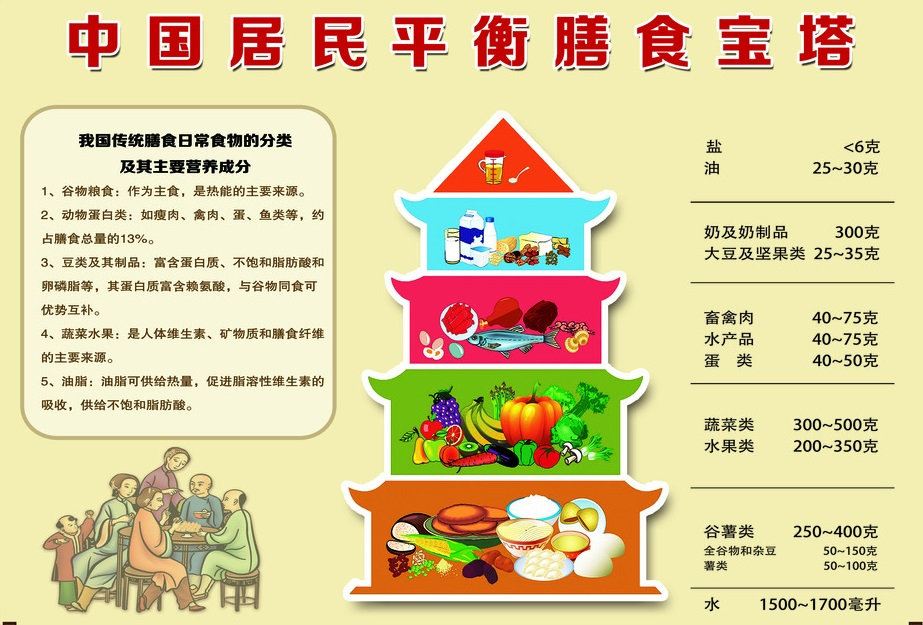 中国居民平衡膳食宝塔
我国传统膳食日常食物的分类
及其主要营养成分
1、谷物粮食：作为主食，是热能的主要来源。
2、动物蛋白类：如瘦肉、禽肉、蛋、鱼类等，约
占膳食总量的13%。
3、豆类及其制品：富含蛋白质、不饱和脂肪酸和
卵磷脂等，其蛋白质富含赖氨酸，与谷物同食可
优势互补。
4、蔬菜水果：是人体维生素、矿物质和膳食纤维
的主要来源。
5、油脂：油脂可供给热量，促进脂溶性维生素的
吸收，供给不饱和脂肪酸。
盐 <6克
油 25~30克
奶及奶制品 300克
大豆及坚果类 25~35克
畜禽肉 40~75克
水产品 40~75克
蛋 类 40~50克
蔬菜类 300~500克
水果类 200~350克
谷薯类 250~400克
全谷物和杂豆 50~150克
薯类 50~100克
水 1500~1700毫升